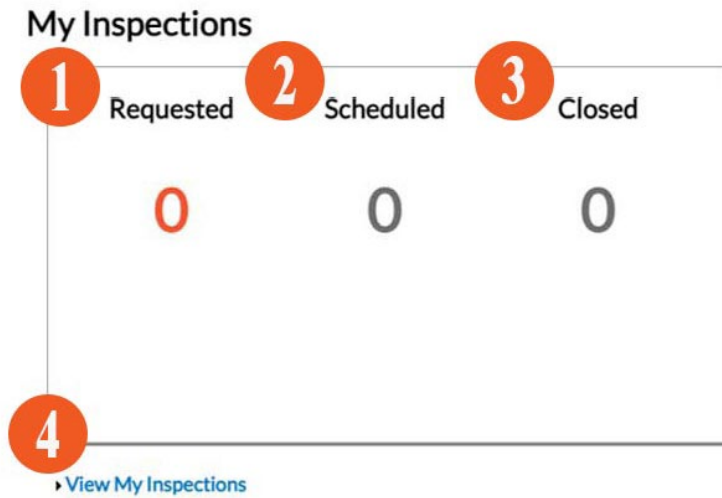 My Inspections
1 Requested 2 Scheduled 3 Closed
0 0 0
4
View My Inspections